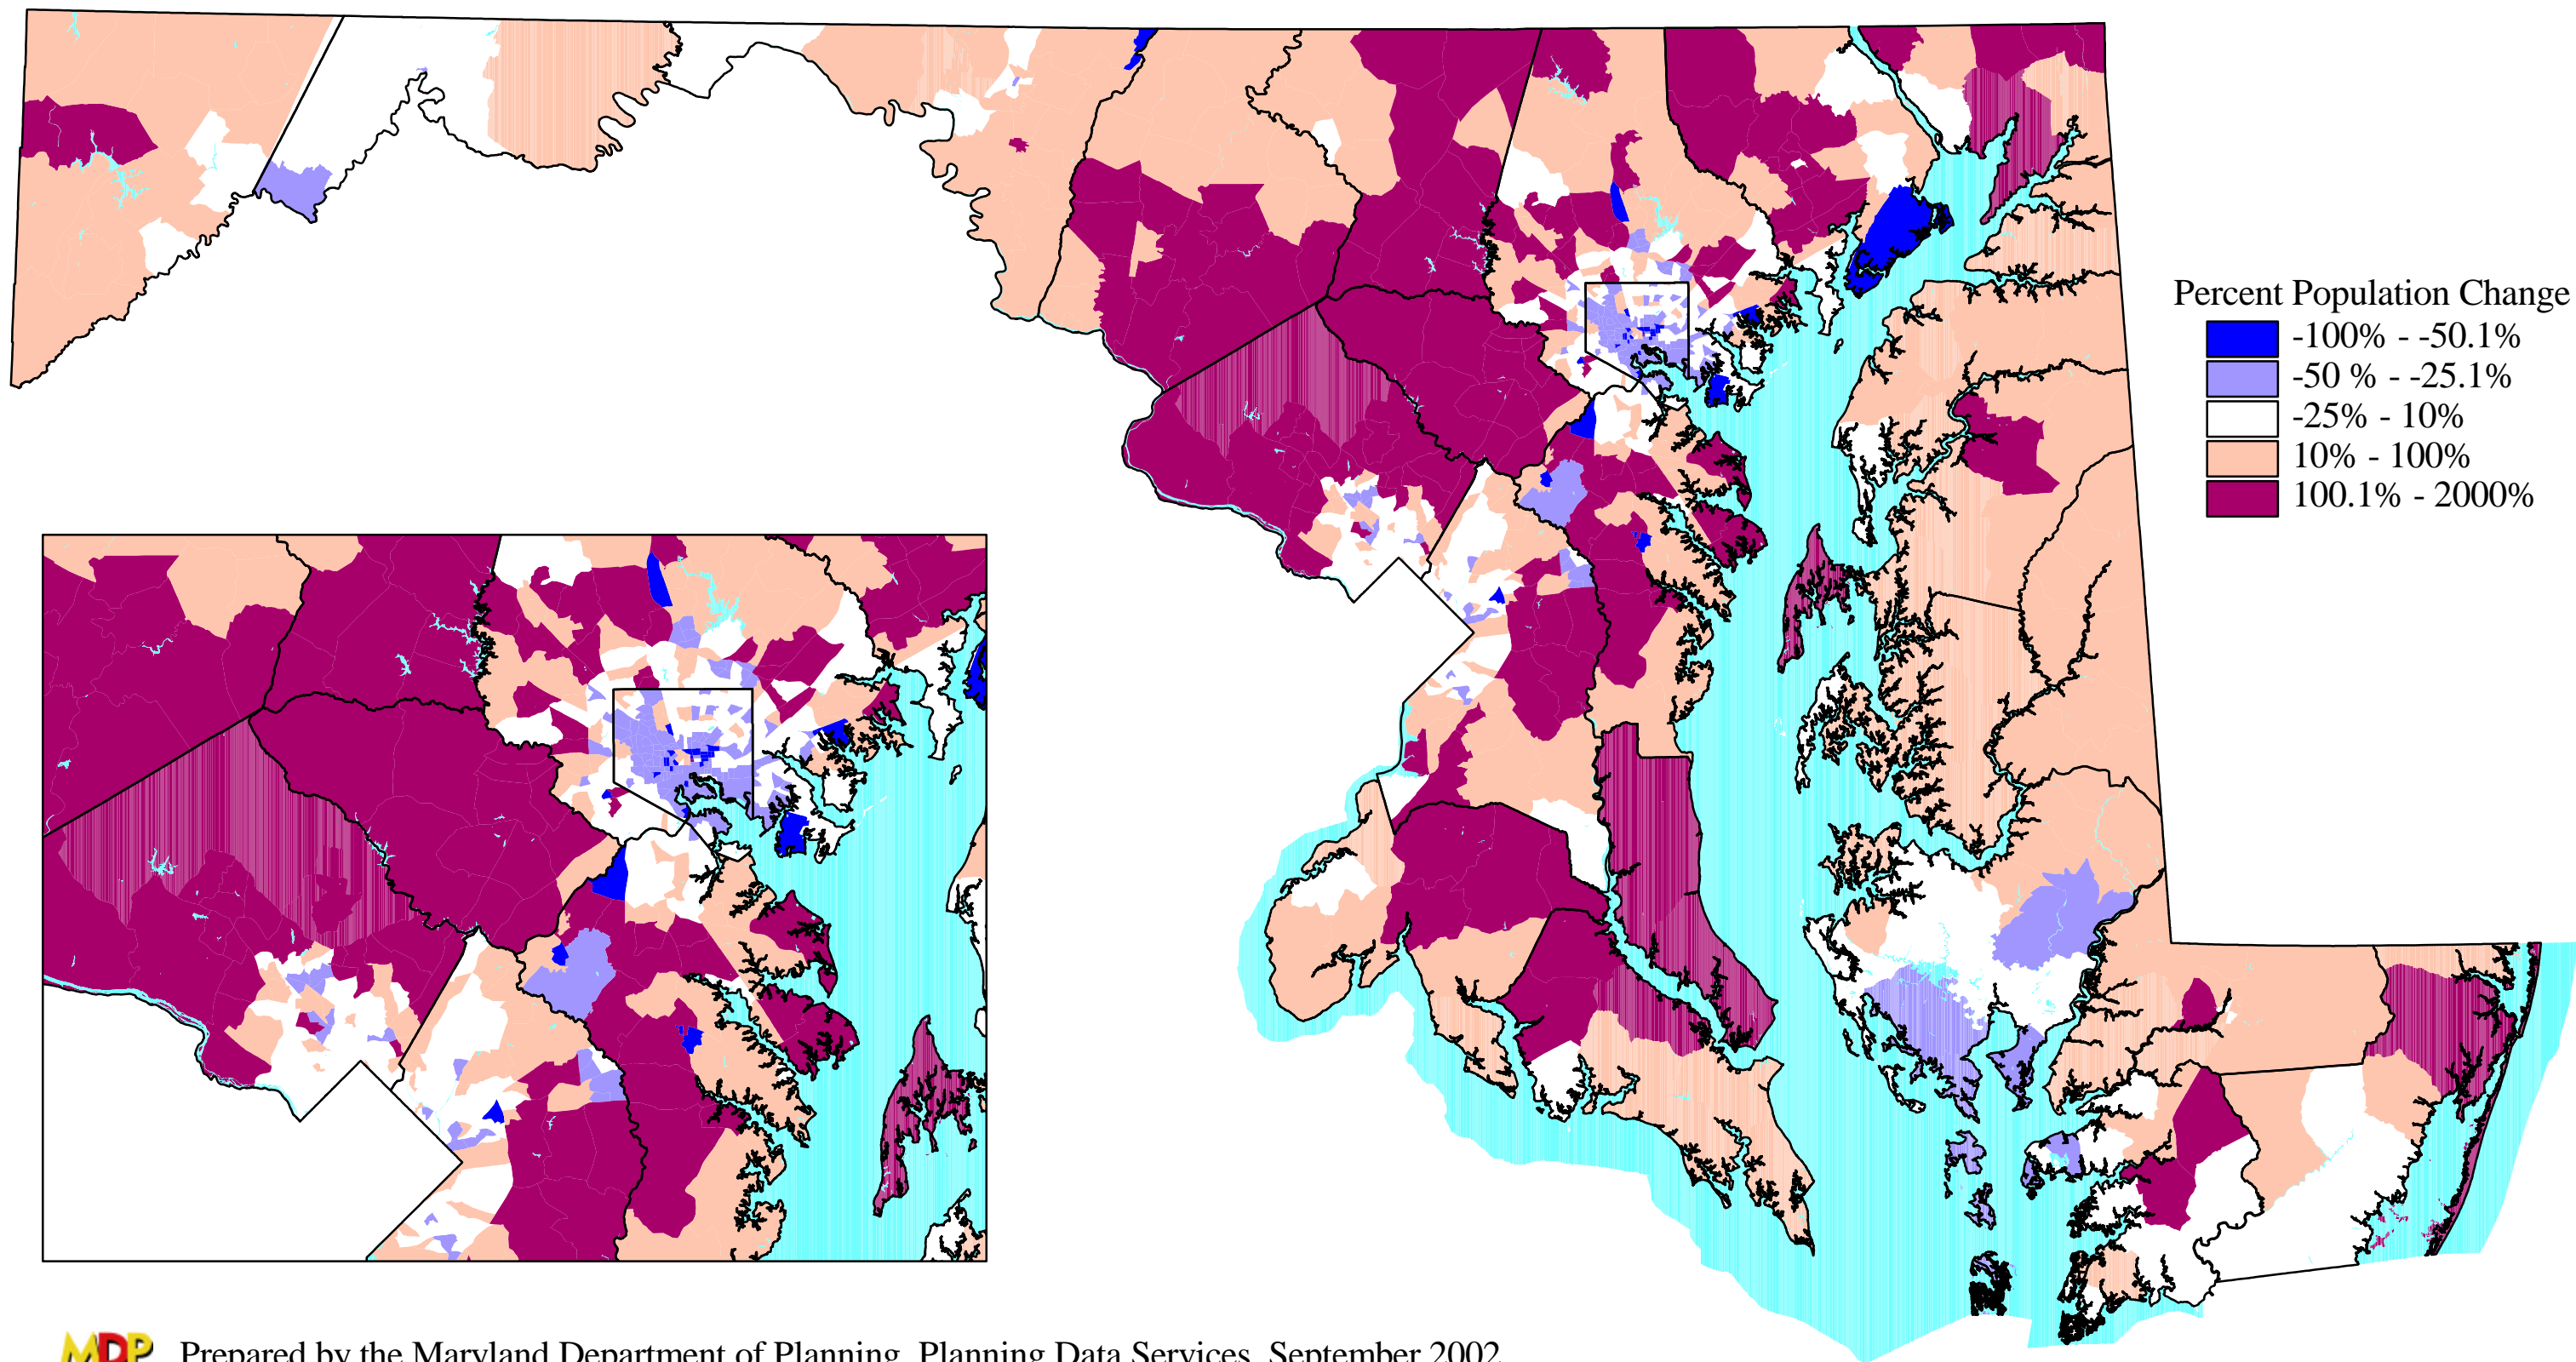 Percent Population Change
-100% - -50.1%
-50 % - -25.1%
-25% - 10%
10% - 100%
100.1% - 2000%
MDP Prepared by the Maryland Department of Planning, Planning Data Services, September 2002